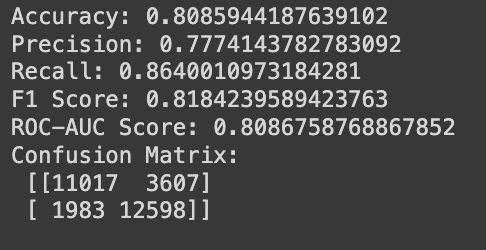 Accuracy: 0.8085944187639102
Precision: 0.7774143782783092
Recall: 0.8640010973184281
F1 Score: 0.8184239589423763
ROC-AUC Score: 0.8086758768867852
Confusion Matrix:
[[11017 3607]
[ 1983 12598]]